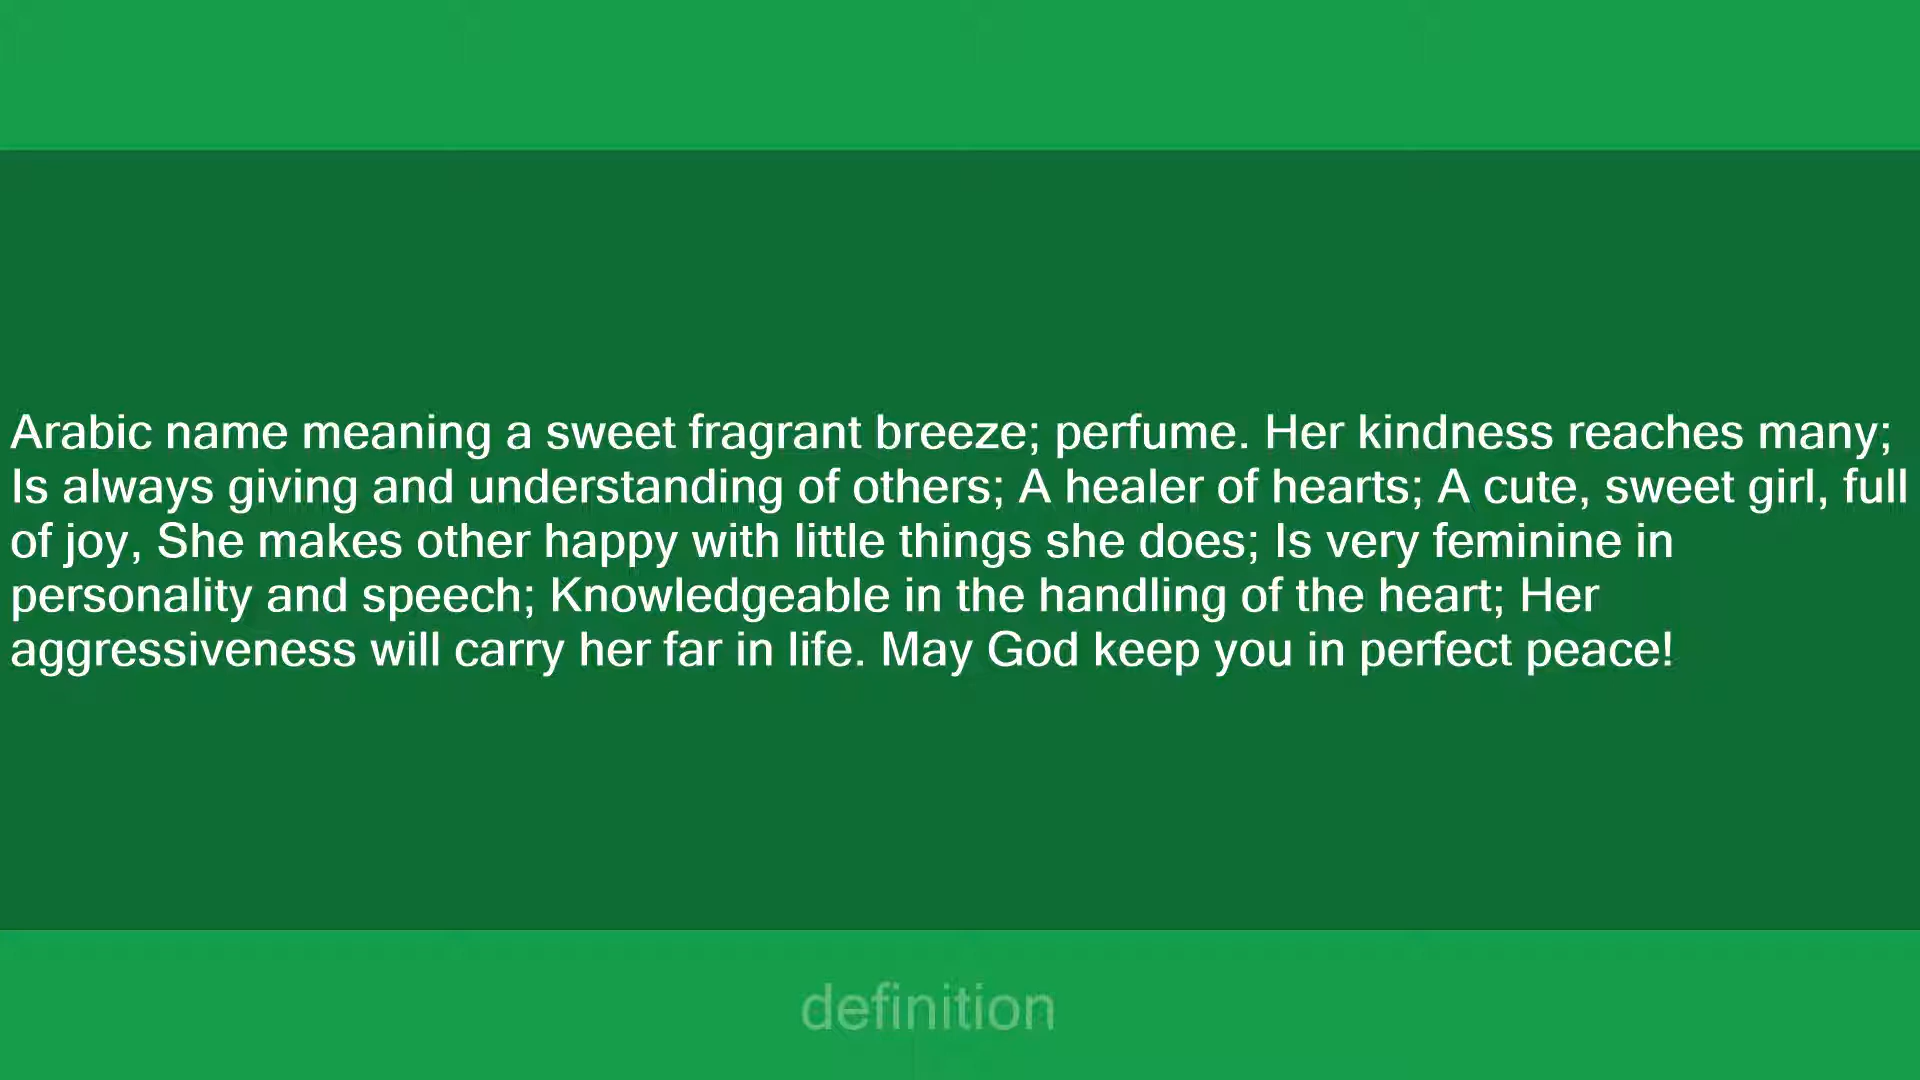 Arabic name meaning a sweet fragrant breeze; perfume. Her kindness reaches many;
Is always giving and understanding of others; A healer of hearts; A cute, sweet girl, full
of joy, She makes other happy with little things she does; Is very feminine in
personality and speech; Knowledgeable in the handling of the heart; Her
aggressiveness will carry her far in life. May God keep you in perfect peace!
definition